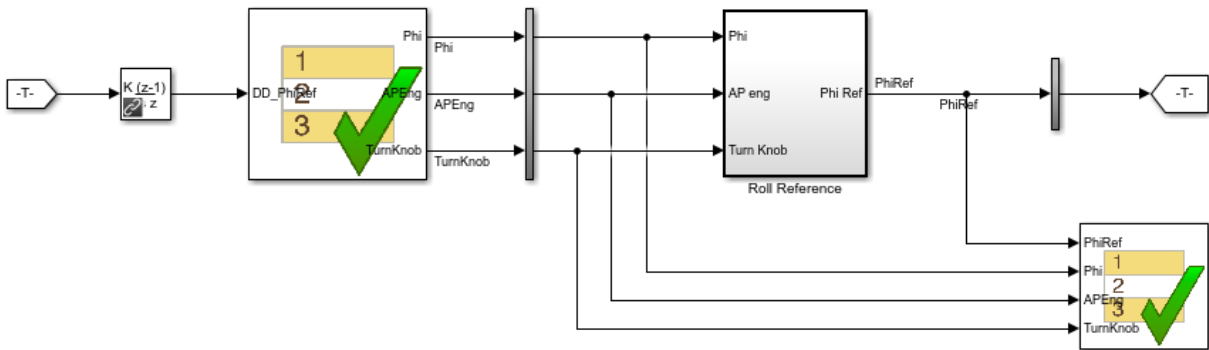 -T-
K (z-1)
z
DD_PhiRef
1
2
3
Phi
APEng
TurnKnob
Phi
APEng
TurnKnob
Phi
AP eng
Turn Knob
Phi Ref
Roll Reference
PhiRef
PhiRef
-T-
PhiRef
Phi
APEng
TurnKnob
1
2
3